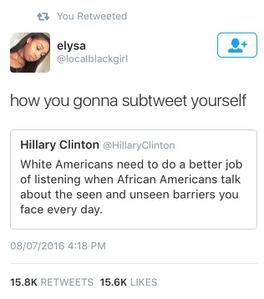 You Retweeted
elysa
@localblackgirl
how you gonna subtweet yourself
Hillary Clinton @HillaryClinton
White Americans need to do a better job
of listening when African Americans talk
about the seen and unseen barriers you
face every day.
08/07/2016 4:18 PM
15.8K RETWEETS 15.6K LIKES